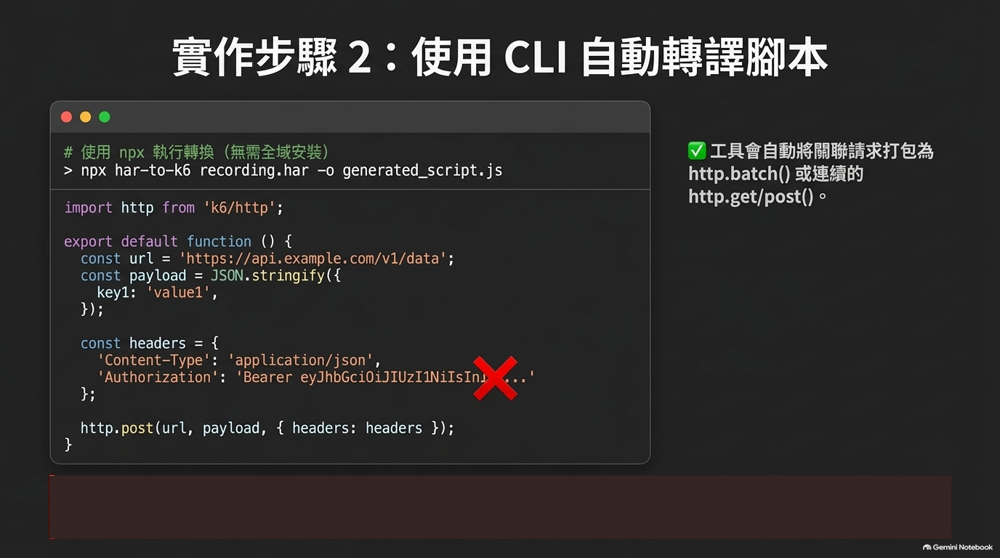 實作步驟 2：使用 CLI 自動轉譯腳本
# 使用 npx 執行轉換（無需全域安裝）
> npx har-to-k6 recording.har -o generated_script.js
import http from 'k6/http';
export default function () {
const url = 'https://api.example.com/v1/data';
const payload = JSON.stringify({
key1: 'value1',
});
const headers = {
'Content-Type': 'application/json',
'Authorization': 'Bearer eyJhbGciOiJIUzI1NiIsIn...'
};
http.post(url, payload, { headers: headers });
}
✅ 工具會自動將關聯請求打包為
http.batch() 或連續的
http.get/post()。
Gemini Notebook